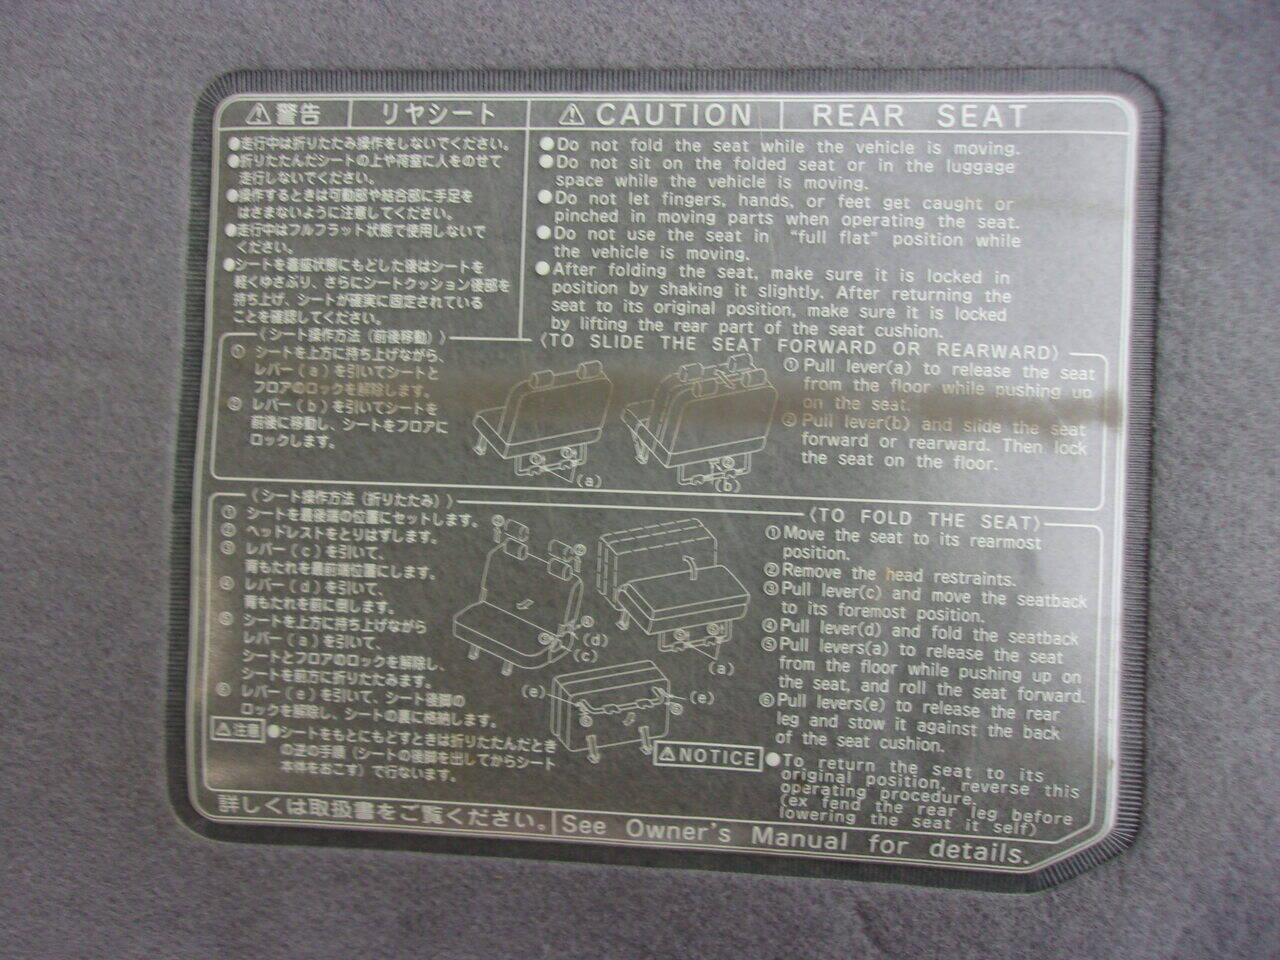 ⚠警告 リヤシート
●走行中は折りたたみ操作をしないでください。
●折りたたんだシートの上や荷室に人をのせて
走行しないでください。
●操作するときは可動部や結合部に手足を
はさまないように注意してください。
●走行中はフルフラット状態で使用しないで
ください。
●シートを着座状態にもどした後はシートを
軽くゆさぶり、さらにシートクッション後部を
持ち上げ、シートが確実に固定されている
ことを確認してください。
⚠CAUTION REAR SEAT
●Do not fold the seat while the vehicle is moving.
●Do not sit on the folded seat or in the luggage
space while the vehicle is moving.
●Do not let fingers, hands, or feet get caught or
pinched in moving parts when operating the seat.
●Do not use the seat in “full flat” position while
the vehicle is moving.
●After folding the seat, make sure it is locked in
position by shaking it slightly. After returning the
seat to its original position, make sure it is locked
by lifting the rear part of the seat cushion.
〈シート操作方法（前後移動）〉
①シートを上方に持ち上げながら、
レバー（a）を引いてシートと
フロアのロックを解除します。
②レバー（b）を引いてシートを
前後に移動し、シートをフロアに
ロックします。
(a)
(b)
〈TO SLIDE THE SEAT FORWARD OR REARWARD〉
①Pull lever(a) to release the seat
from the floor while pushing up
on the seat.
②Pull lever(b) and slide the seat
forward or rearward. Then lock
the seat on the floor.
〈シート操作方法（折りたたみ）〉
①シートを最後端の位置にセットします。
②ヘッドレストをとりはずします。
③レバー（c）を引いて、
背もたれを最前端位置にします。
④レバー（d）を引いて、
背もたれを前に倒します。
⑤シートを上方に持ち上げながら
レバー（a）を引いて、
シートとフロアのロックを解除し、
シートを前方に折りたたみます。
⑥レバー（e）を引いて、シート後脚の
ロックを解除し、シートの裏に格納します。
⚠注意 ●シートをもとにもどすときは折りたたんだとき
の逆の手順（シートの後脚を出してからシート
本体をおこす）で行ないます。
(d)
(c)
(a)
(e)
(e)
〈TO FOLD THE SEAT〉
①Move the seat to its rearmost
position.
②Remove the head restraints.
③Pull lever(c) and move the seatback
to its foremost position.
④Pull lever(d) and fold the seatback
⑤Pull levers(a) to release the seat
from the floor while pushing up on
the seat, and roll the seat forward.
⑥Pull levers(e) to release the rear
leg and stow it against the back
of the seat cushion.
⚠NOTICE ●To return the seat to its
original position, reverse this
operating procedure.
(ex fend the rear leg before
lowering the seat it self)
詳しくは取扱書をご覧ください。 See Owner's Manual for details.